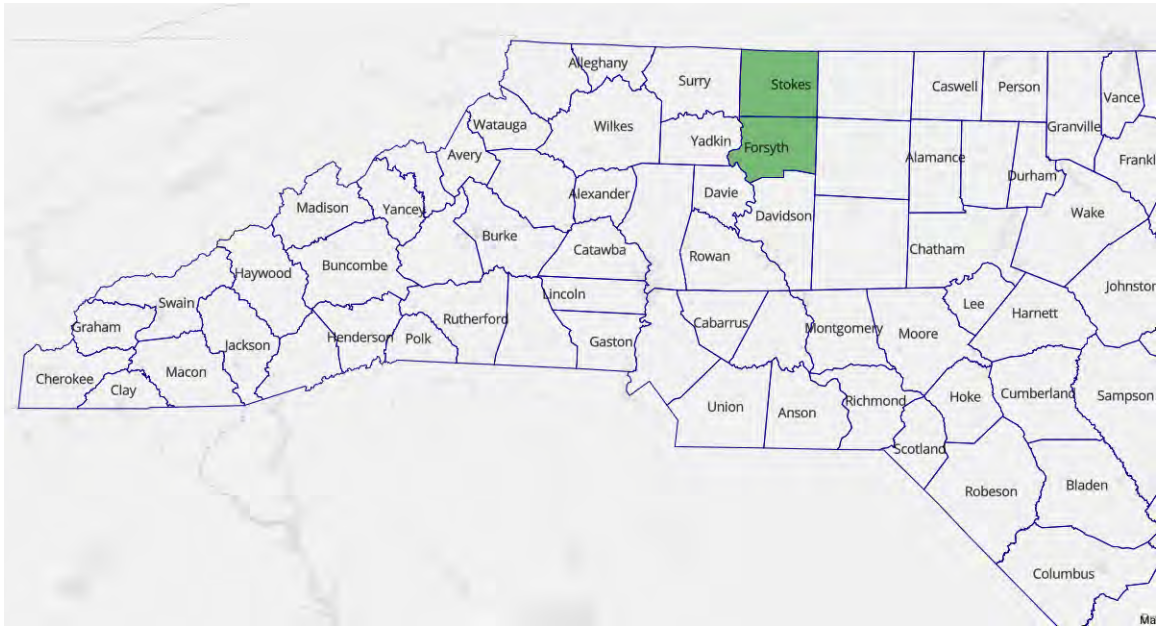 Alleghany
Surry
Stokes
Caswell
Person
Vance
Watauga
Wilkes
Yadkin
Forsyth
Granville
Avery
Alamance
Durham
Frankl
Madison
Yancey
Alexander
Davie
Davidson
Wake
Burke
Catawba
Chatham
Haywood
Buncombe
Rowan
Swain
Lincoln
Lee
Johnston
Graham
Jackson
Henderson
Polk
Rutherford
Gaston
Cabarrus
Montgomery
Moore
Harnett
Cherokee
Clay
Macon
Union
Anson
Richmond
Hoke
Cumberland
Sampson
Scotland
Robeson
Bladen
Columbus